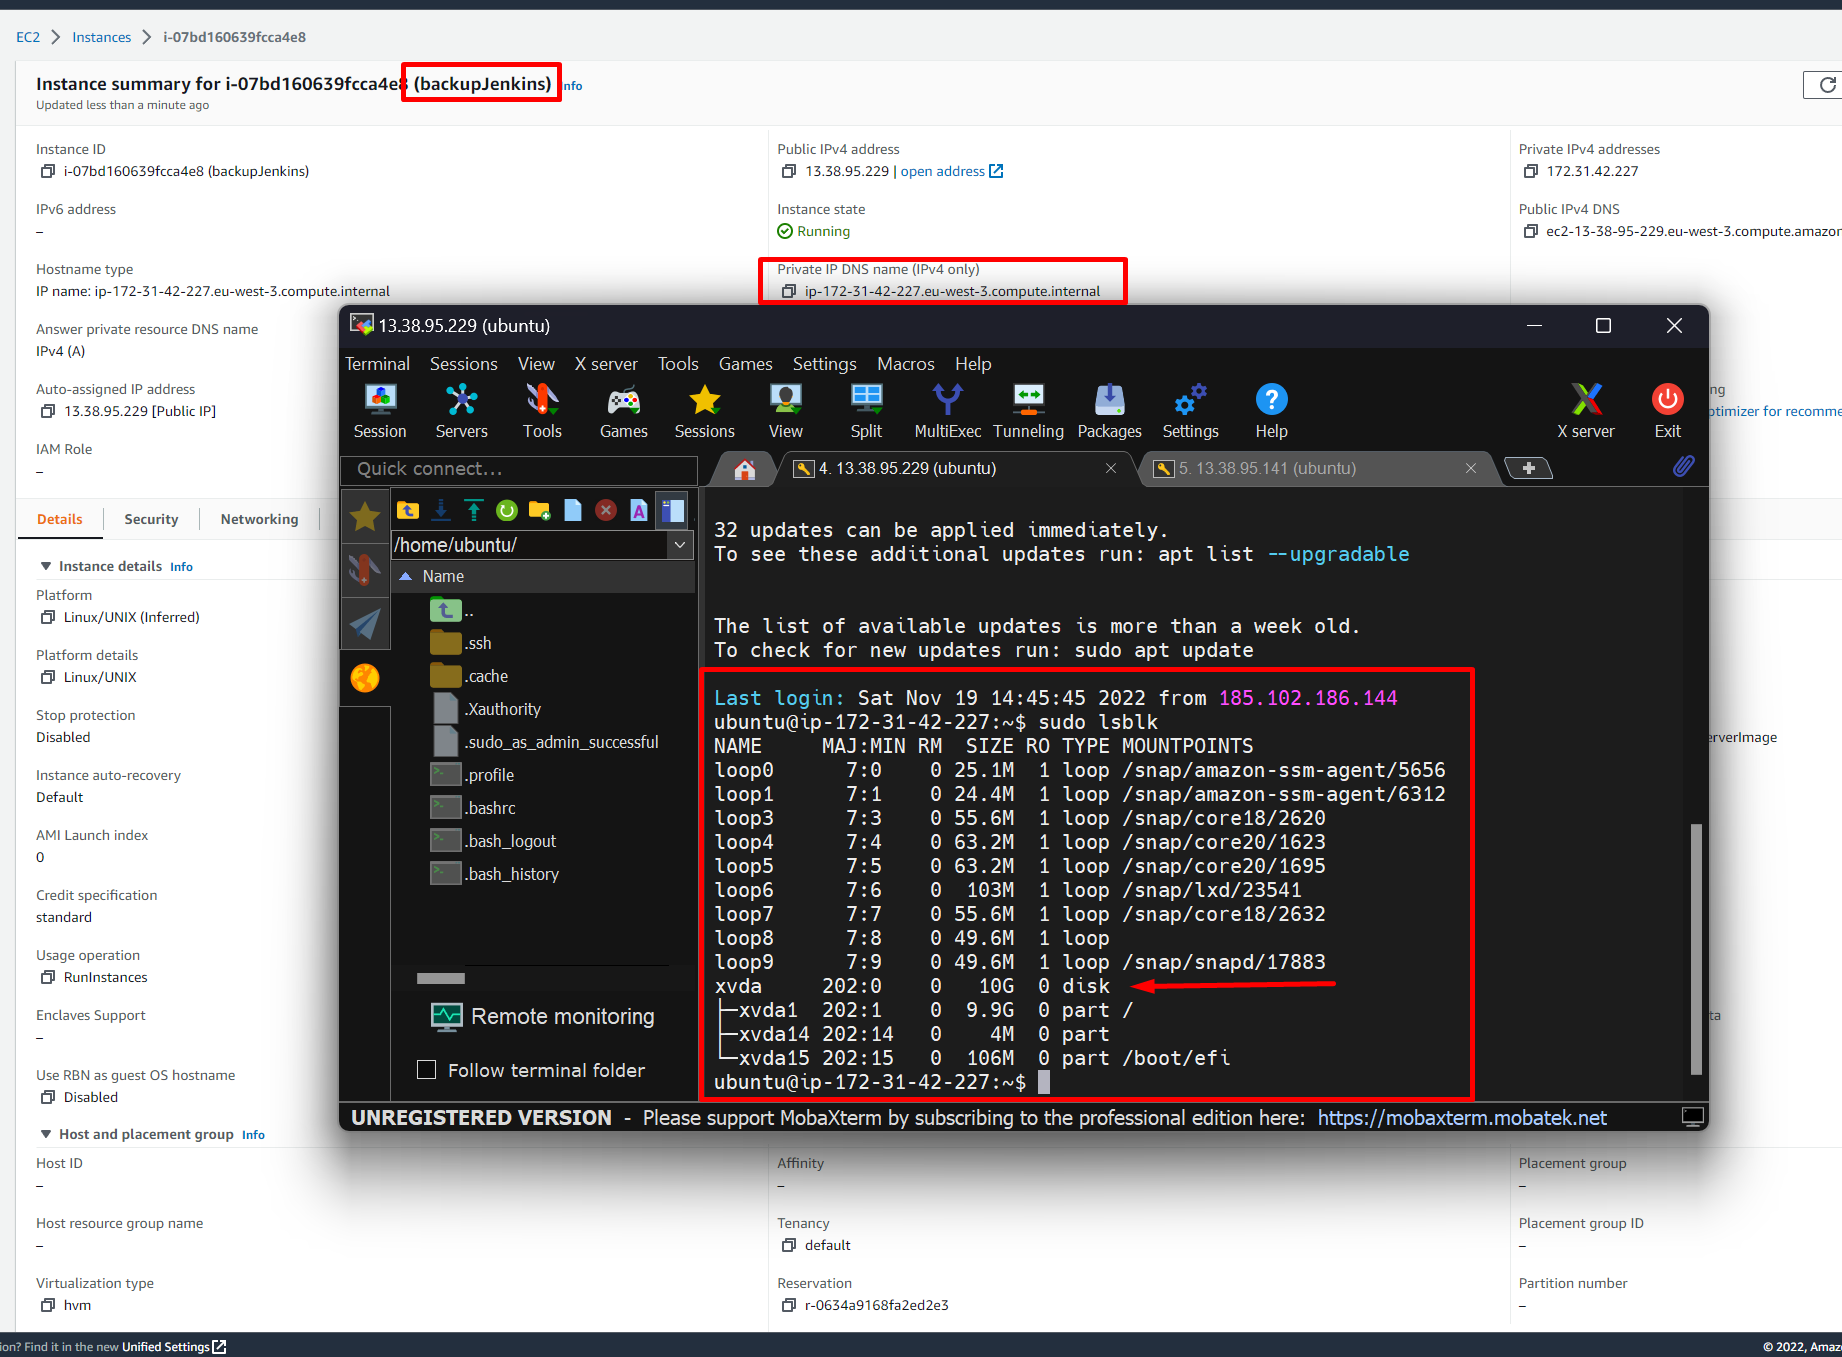 EC2 > Instances > i-07bd160639fcca4e8
Instance summary for i-07bd160639fcca4e8 (backupJenkins) Info
Updated less than a minute ago
Instance ID
i-07bd160639fcca4e8 (backupJenkins)
Public IPv4 address
13.38.95.229 | open address
Private IPv4 addresses
172.31.42.227
IPv6 address
–
Instance state
Running
Public IPv4 DNS
ec2-13-38-95-229.eu-west-3.compute.amazon
Hostname type
IP name: ip-172-31-42-227.eu-west-3.compute.internal
Private IP DNS name (IPv4 only)
ip-172-31-42-227.eu-west-3.compute.internal
Answer private resource DNS name
IPv4 (A)
Auto-assigned IP address
13.38.95.229 [Public IP]
IAM Role
–
ng
ptimizer for recomme
Details
Security
Networking
Instance details Info
Platform
Linux/UNIX (Inferred)
Platform details
Linux/UNIX
Stop protection
Disabled
erverImage
Instance auto-recovery
Default
AMI Launch index
0
Credit specification
standard
Usage operation
RunInstances
Enclaves Support
–
ta
Use RBN as guest OS hostname
Disabled
13.38.95.229 (ubuntu)
Terminal Sessions View X server Tools Games Settings Macros Help
Session Servers Tools Games Sessions View Split MultiExec Tunneling Packages Settings Help X server Exit
Quick connect...
4. 13.38.95.229 (ubuntu)
5. 13.38.95.141 (ubuntu)
/home/ubuntu/
Name
..
.ssh
.cache
.Xauthority
.sudo_as_admin_successful
.profile
.bashrc
.bash_logout
.bash_history
Remote monitoring
Follow terminal folder
32 updates can be applied immediately.
To see these additional updates run: apt list --upgradable
The list of available updates is more than a week old.
To check for new updates run: sudo apt update
Last login: Sat Nov 19 14:45:45 2022 from 185.102.186.144
ubuntu@ip-172-31-42-227:~$ sudo lsblk
NAME     MAJ:MIN RM   SIZE RO TYPE MOUNTPOINTS
loop0      7:0    0 25.1M  1 loop /snap/amazon-ssm-agent/5656
loop1      7:1    0 24.4M  1 loop /snap/amazon-ssm-agent/6312
loop3      7:3    0 55.6M  1 loop /snap/core18/2620
loop4      7:4    0 63.2M  1 loop /snap/core20/1623
loop5      7:5    0 63.2M  1 loop /snap/core20/1695
loop6      7:6    0  103M  1 loop /snap/lxd/23541
loop7      7:7    0 55.6M  1 loop /snap/core18/2632
loop8      7:8    0 49.6M  1 loop
loop9      7:9    0 49.6M  1 loop /snap/snapd/17883
xvda     202:0    0   10G  0 disk
├─xvda1  202:1    0  9.9G  0 part /
├─xvda14 202:14   0    4M  0 part
└─xvda15 202:15   0  106M  0 part /boot/efi
ubuntu@ip-172-31-42-227:~$
UNREGISTERED VERSION - Please support MobaXterm by subscribing to the professional edition here: https://mobaxterm.mobatek.net
Host and placement group Info
Host ID
–
Affinity
–
Placement group
–
Host resource group name
–
Tenancy
default
Placement group ID
–
Virtualization type
hvm
Reservation
r-0634a9168fa2ed2e3
Partition number
–
ion? Find it in the new Unified Settings
© 2022, Amaz